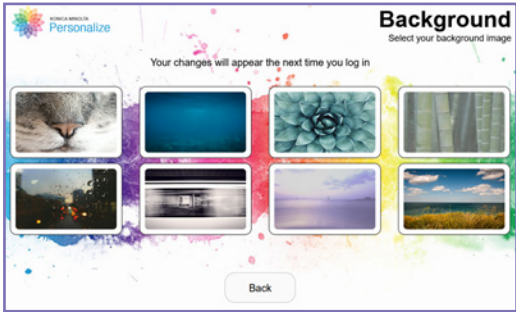 KONICA MINOLTA
Personalize
Background
Select your background image
Your changes will appear the next time you log in
Back